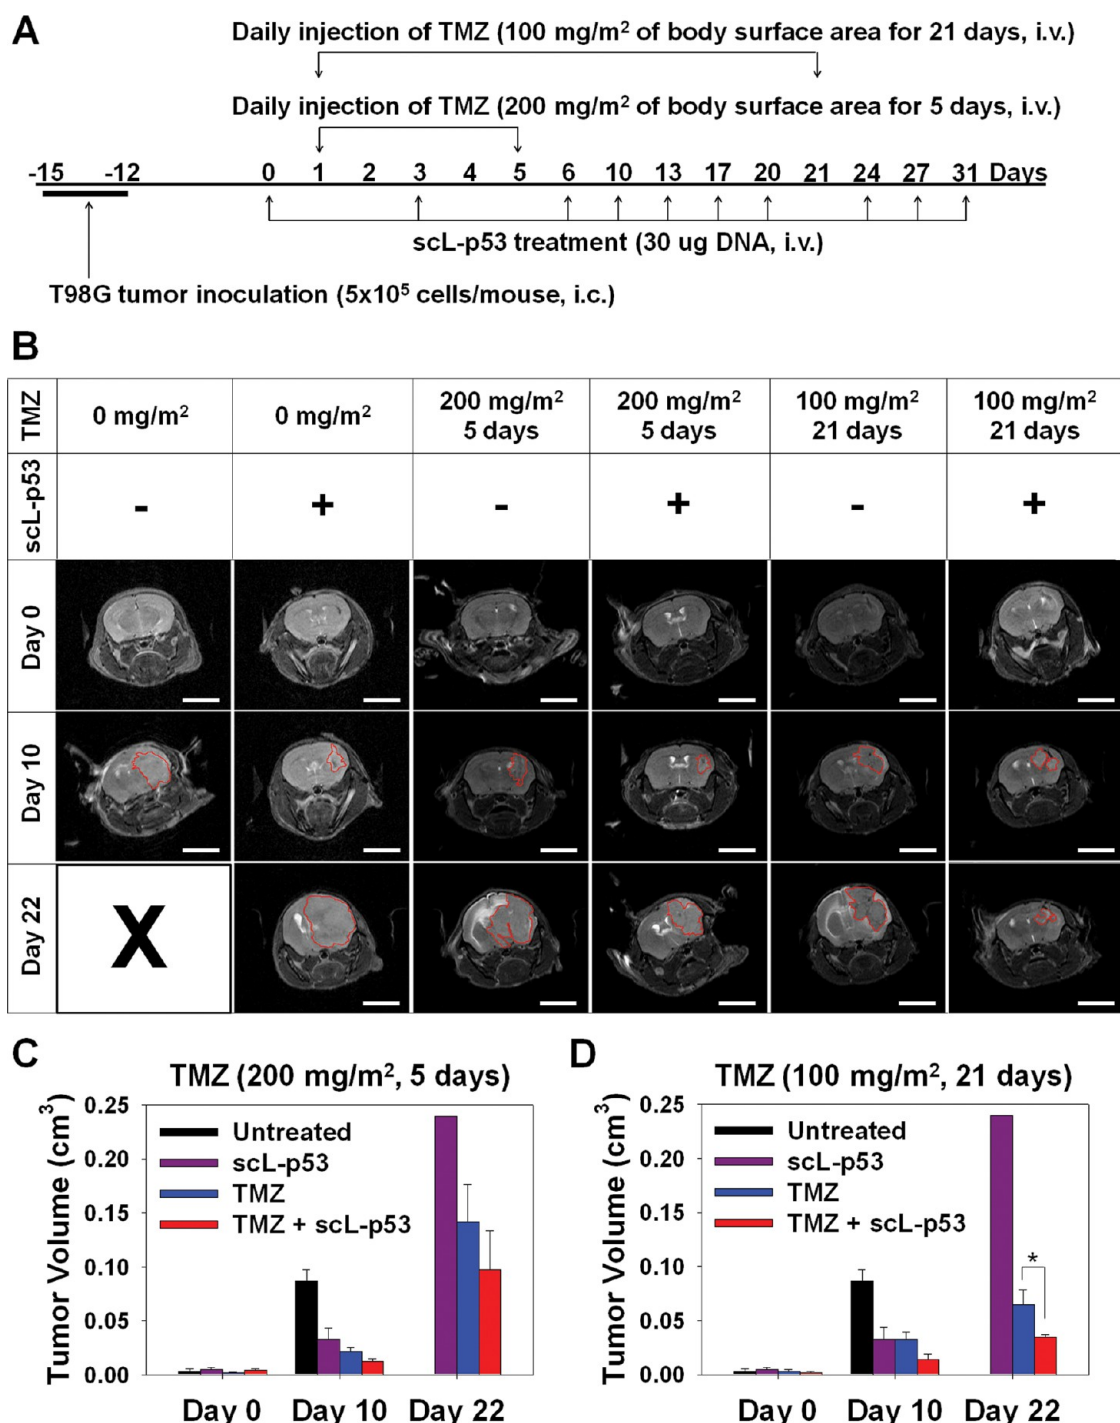 A
Daily injection of TMZ (100 mg/m² of body surface area for 21 days, i.v.)
Daily injection of TMZ (200 mg/m² of body surface area for 5 days, i.v.)
-15 -12 0 1 2 3 4 5 6 10 13 17 20 21 24 27 31 Days
scL-p53 treatment (30 ug DNA, i.v.)
T98G tumor inoculation (5x10⁵ cells/mouse, i.c.)
B
TMZ 0 mg/m² 0 mg/m² 200 mg/m² 5 days 200 mg/m² 5 days 100 mg/m² 21 days 100 mg/m² 21 days
scL-p53 - + - + - +
Day 0
Day 10
Day 22 X
C
TMZ (200 mg/m², 5 days)
Tumor Volume (cm³)
0.25
0.20
0.15
0.10
0.05
0.00
Untreated
scL-p53
TMZ
TMZ + scL-p53
Day 0 Day 10 Day 22
D
TMZ (100 mg/m², 21 days)
Tumor Volume (cm³)
0.25
0.20
0.15
0.10
0.05
0.00
Untreated
scL-p53
TMZ
TMZ + scL-p53
*
Day 0 Day 10 Day 22